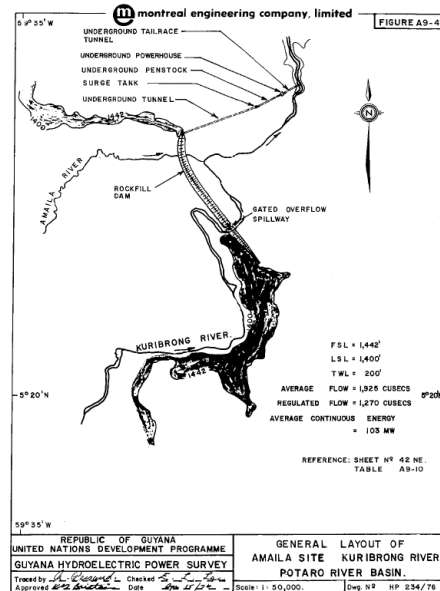 montreal engineering company, limited
FIGURE A9-4
59°35' W
UNDERGROUND TAILRACE
TUNNEL
UNDERGROUND POWERHOUSE
UNDERGROUND PENSTOCK
SURGE TANK
UNDERGROUND TUNNEL
1442
1400
N
AMAILA RIVER
ROCKFILL
DAM
GATED OVERFLOW
SPILLWAY
1400
KURIBRONG RIVER.
1442
FSL = 1,442'
LSL = 1,400'
TWL = 200'
AVERAGE FLOW = 1,925 CUSECS
REGULATED FLOW = 1,270 CUSECS
AVERAGE CONTINUOUS ENERGY
= 103 MW
5°20'N
5°20'N
REFERENCE: SHEET Nº 42 NE.
TABLE A9-10
59°35' W
REPUBLIC OF GUYANA
UNITED NATIONS DEVELOPMENT PROGRAMME
GUYANA HYDROELECTRIC POWER SURVEY
Traced by
Checked
Approved
Date
GENERAL LAYOUT OF
AMAILA SITE KURIBRONG RIVER
POTARO RIVER BASIN.
Scale: 1: 50,000.
Dwg. Nº HP 234/76